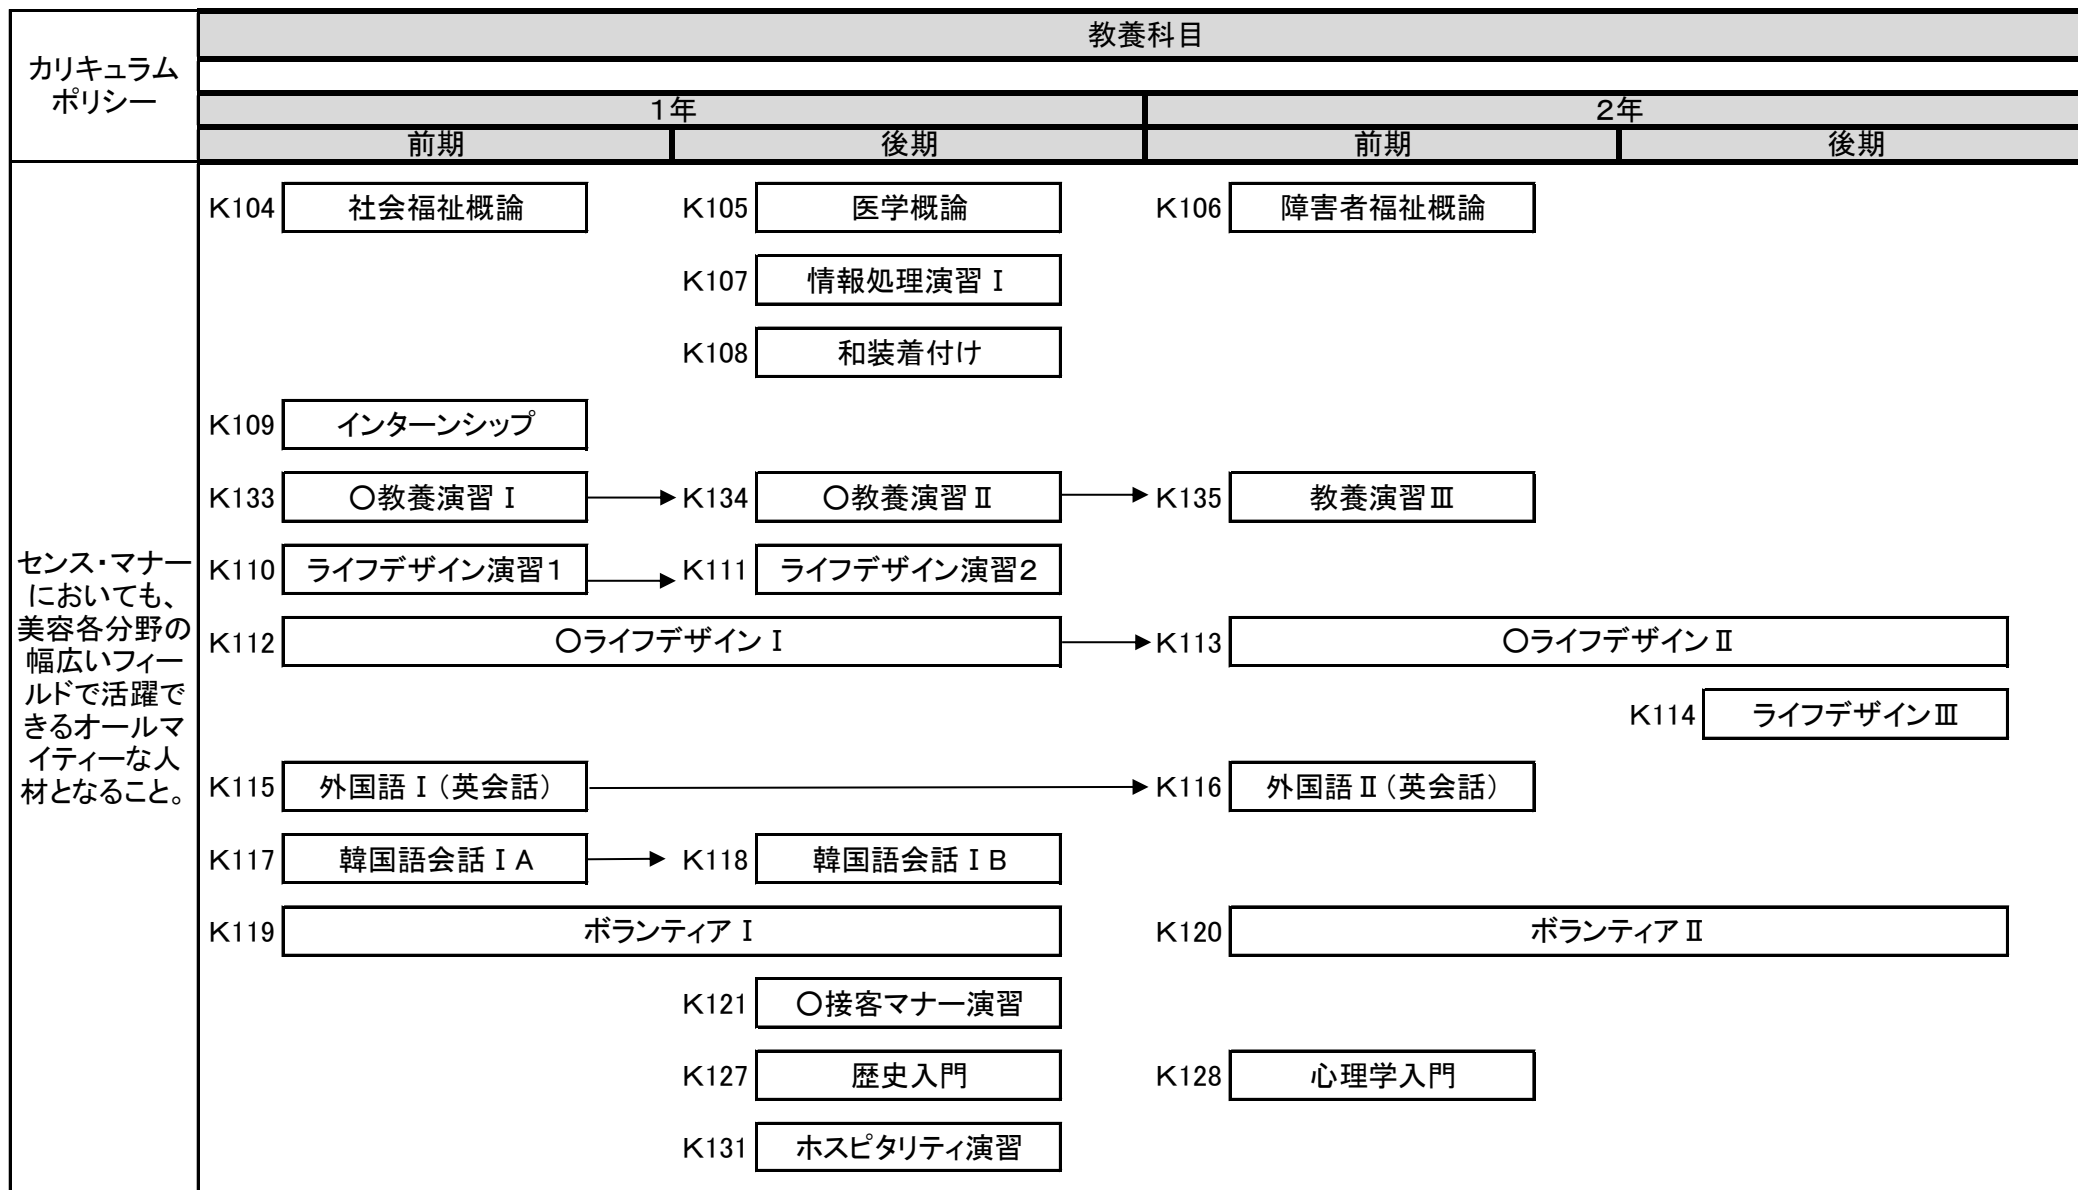 カリキュラム
ポリシー
教養科目
1年
2年
前期
後期
前期
後期
センス・マナー
においても、
美容各分野の
幅広いフィー
ルドで活躍で
きるオールマ
イティーな人
材となること。
K104 社会福祉概論 K105 医学概論 K106 障害者福祉概論
K107 情報処理演習Ⅰ
K108 和装着付け
K109 インターンシップ
K133 〇教養演習Ⅰ K134 〇教養演習Ⅱ K135 教養演習Ⅲ
K110 ライフデザイン演習1 K111 ライフデザイン演習2
K112 〇ライフデザインⅠ K113 〇ライフデザインⅡ
K114 ライフデザインⅢ
K115 外国語Ⅰ(英会話) K116 外国語Ⅱ(英会話)
K117 韓国語会話ⅠA K118 韓国語会話ⅠB
K119 ボランティアⅠ K120 ボランティアⅡ
K121 〇接客マナー演習
K127 歴史入門 K128 心理学入門
K131 ホスピタリティ演習